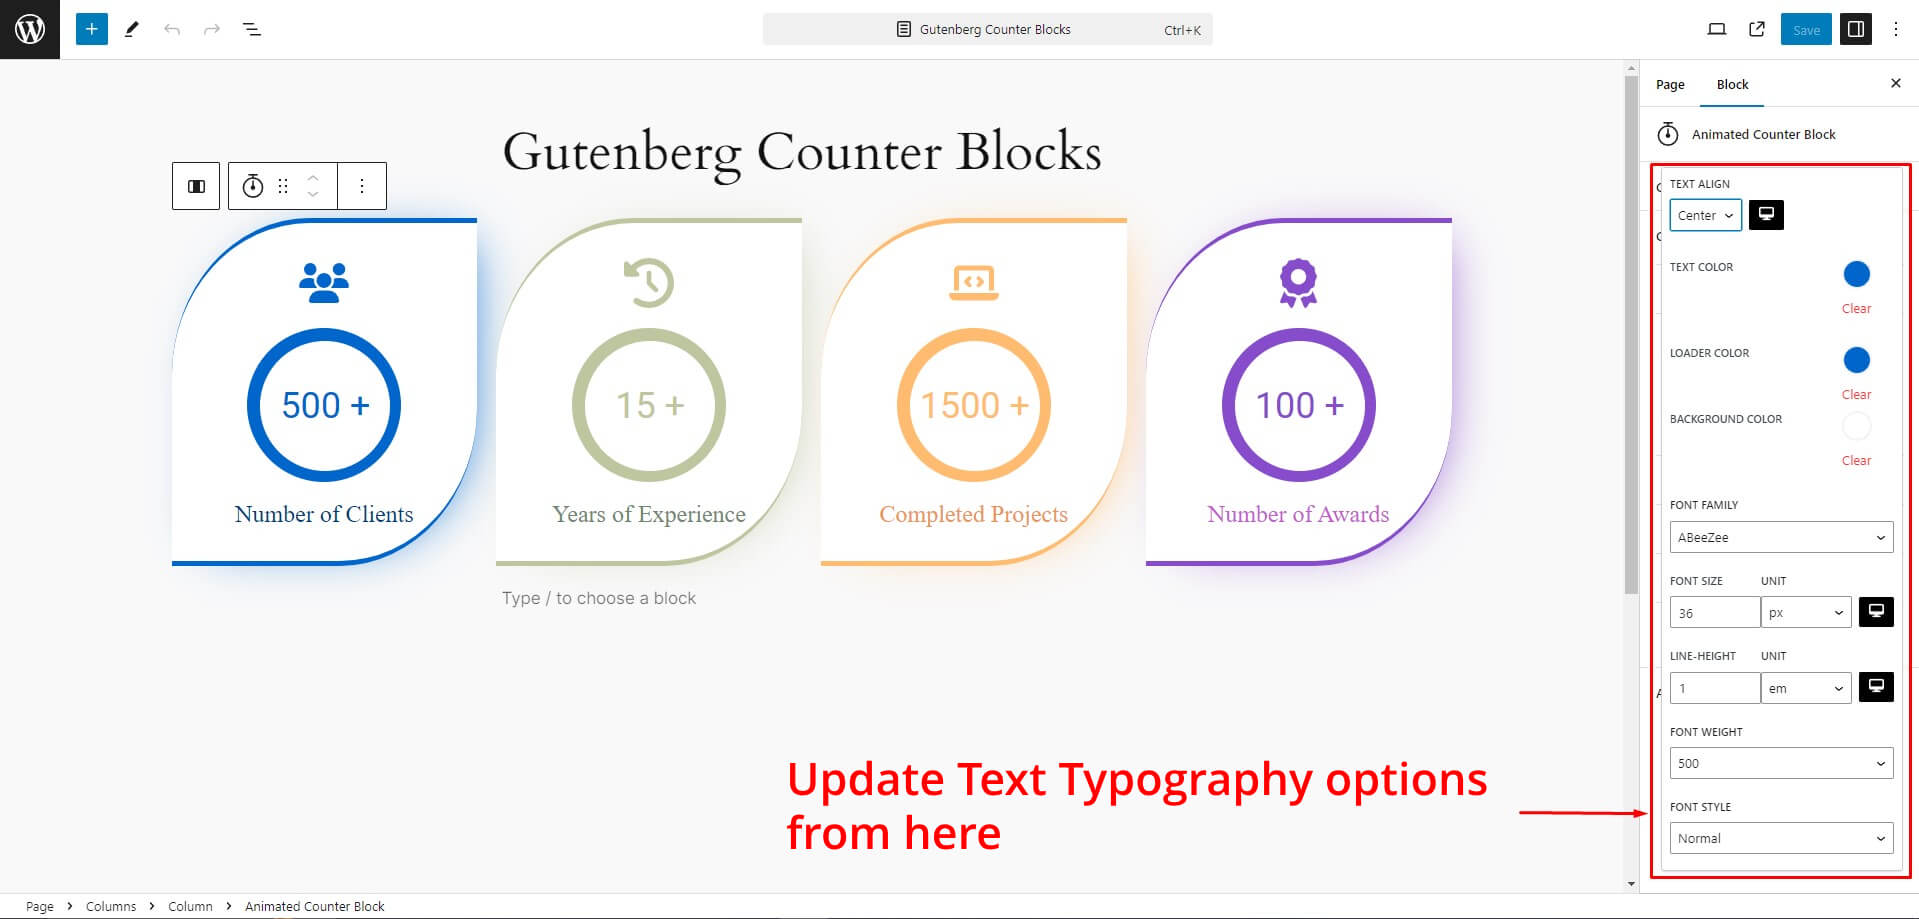 Gutenberg Counter Blocks
Ctrl+K
Save
Page
Block
Animated Counter Block
Gutenberg Counter Blocks
500 +
Number of Clients
15 +
Years of Experience
1500 +
Completed Projects
100 +
Number of Awards
Type / to choose a block
TEXT ALIGN
Center
TEXT COLOR
Clear
LOADER COLOR
Clear
BACKGROUND COLOR
Clear
FONT FAMILY
ABeeZee
FONT SIZE UNIT
36 px
LINE-HEIGHT UNIT
1 em
FONT WEIGHT
500
FONT STYLE
Normal
Update Text Typography options
from here
Page > Columns > Column > Animated Counter Block